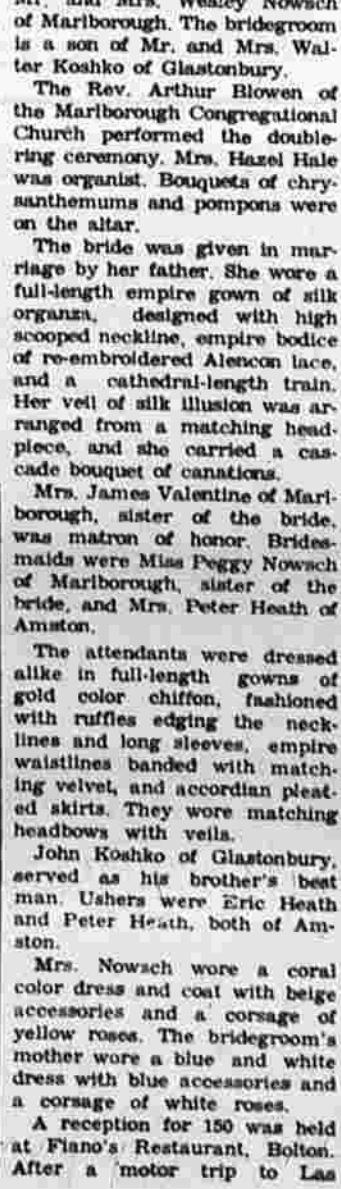 Mr. and Mrs. Wesley Nowsch
of Marlborough. The bridegroom
is a son of Mr. and Mrs. Wal-
ter Koshko of Glastonbury.
The Rev. Arthur Blowen of
the Marlborough Congregational
Church performed the double-
ring ceremony. Mrs. Hazel Hale
was organist. Bouquets of chry-
santhemums and pompons were
on the altar.
The bride was given in mar-
riage by her father. She wore a
full-length empire gown of silk
organza, designed with high
scooped neckline, empire bodice
of re-embroidered Alencon lace,
and a cathedral-length train.
Her veil of silk illusion was ar-
ranged from a matching head-
piece, and she carried a cas-
cade bouquet of canations.
Mrs. James Valentine of Marl-
borough, sister of the bride,
was matron of honor. Brides-
maids were Miss Peggy Nowsch
of Marlborough, sister of the
bride, and Mrs. Peter Heath of
Amston.
The attendants were dressed
alike in full-length gowns of
gold color chiffon, fashioned
with ruffles edging the neck-
lines and long sleeves, empire
waistlines banded with match-
ing velvet, and accordian pleat-
ed skirts. They wore matching
headbows with veils.
John Koshko of Glastonbury,
served as his brother's best
man. Ushers were Eric Heath
and Peter Heath, both of Am-
ston.
Mrs. Nowsch wore a coral
color dress and coat with beige
accessories and a corsage of
yellow roses. The bridegroom's
mother wore a blue and white
dress with blue accessories and
a corsage of white roses.
A reception for 150 was held
at Fiano's Restaurant, Bolton.
After a motor trip to Las